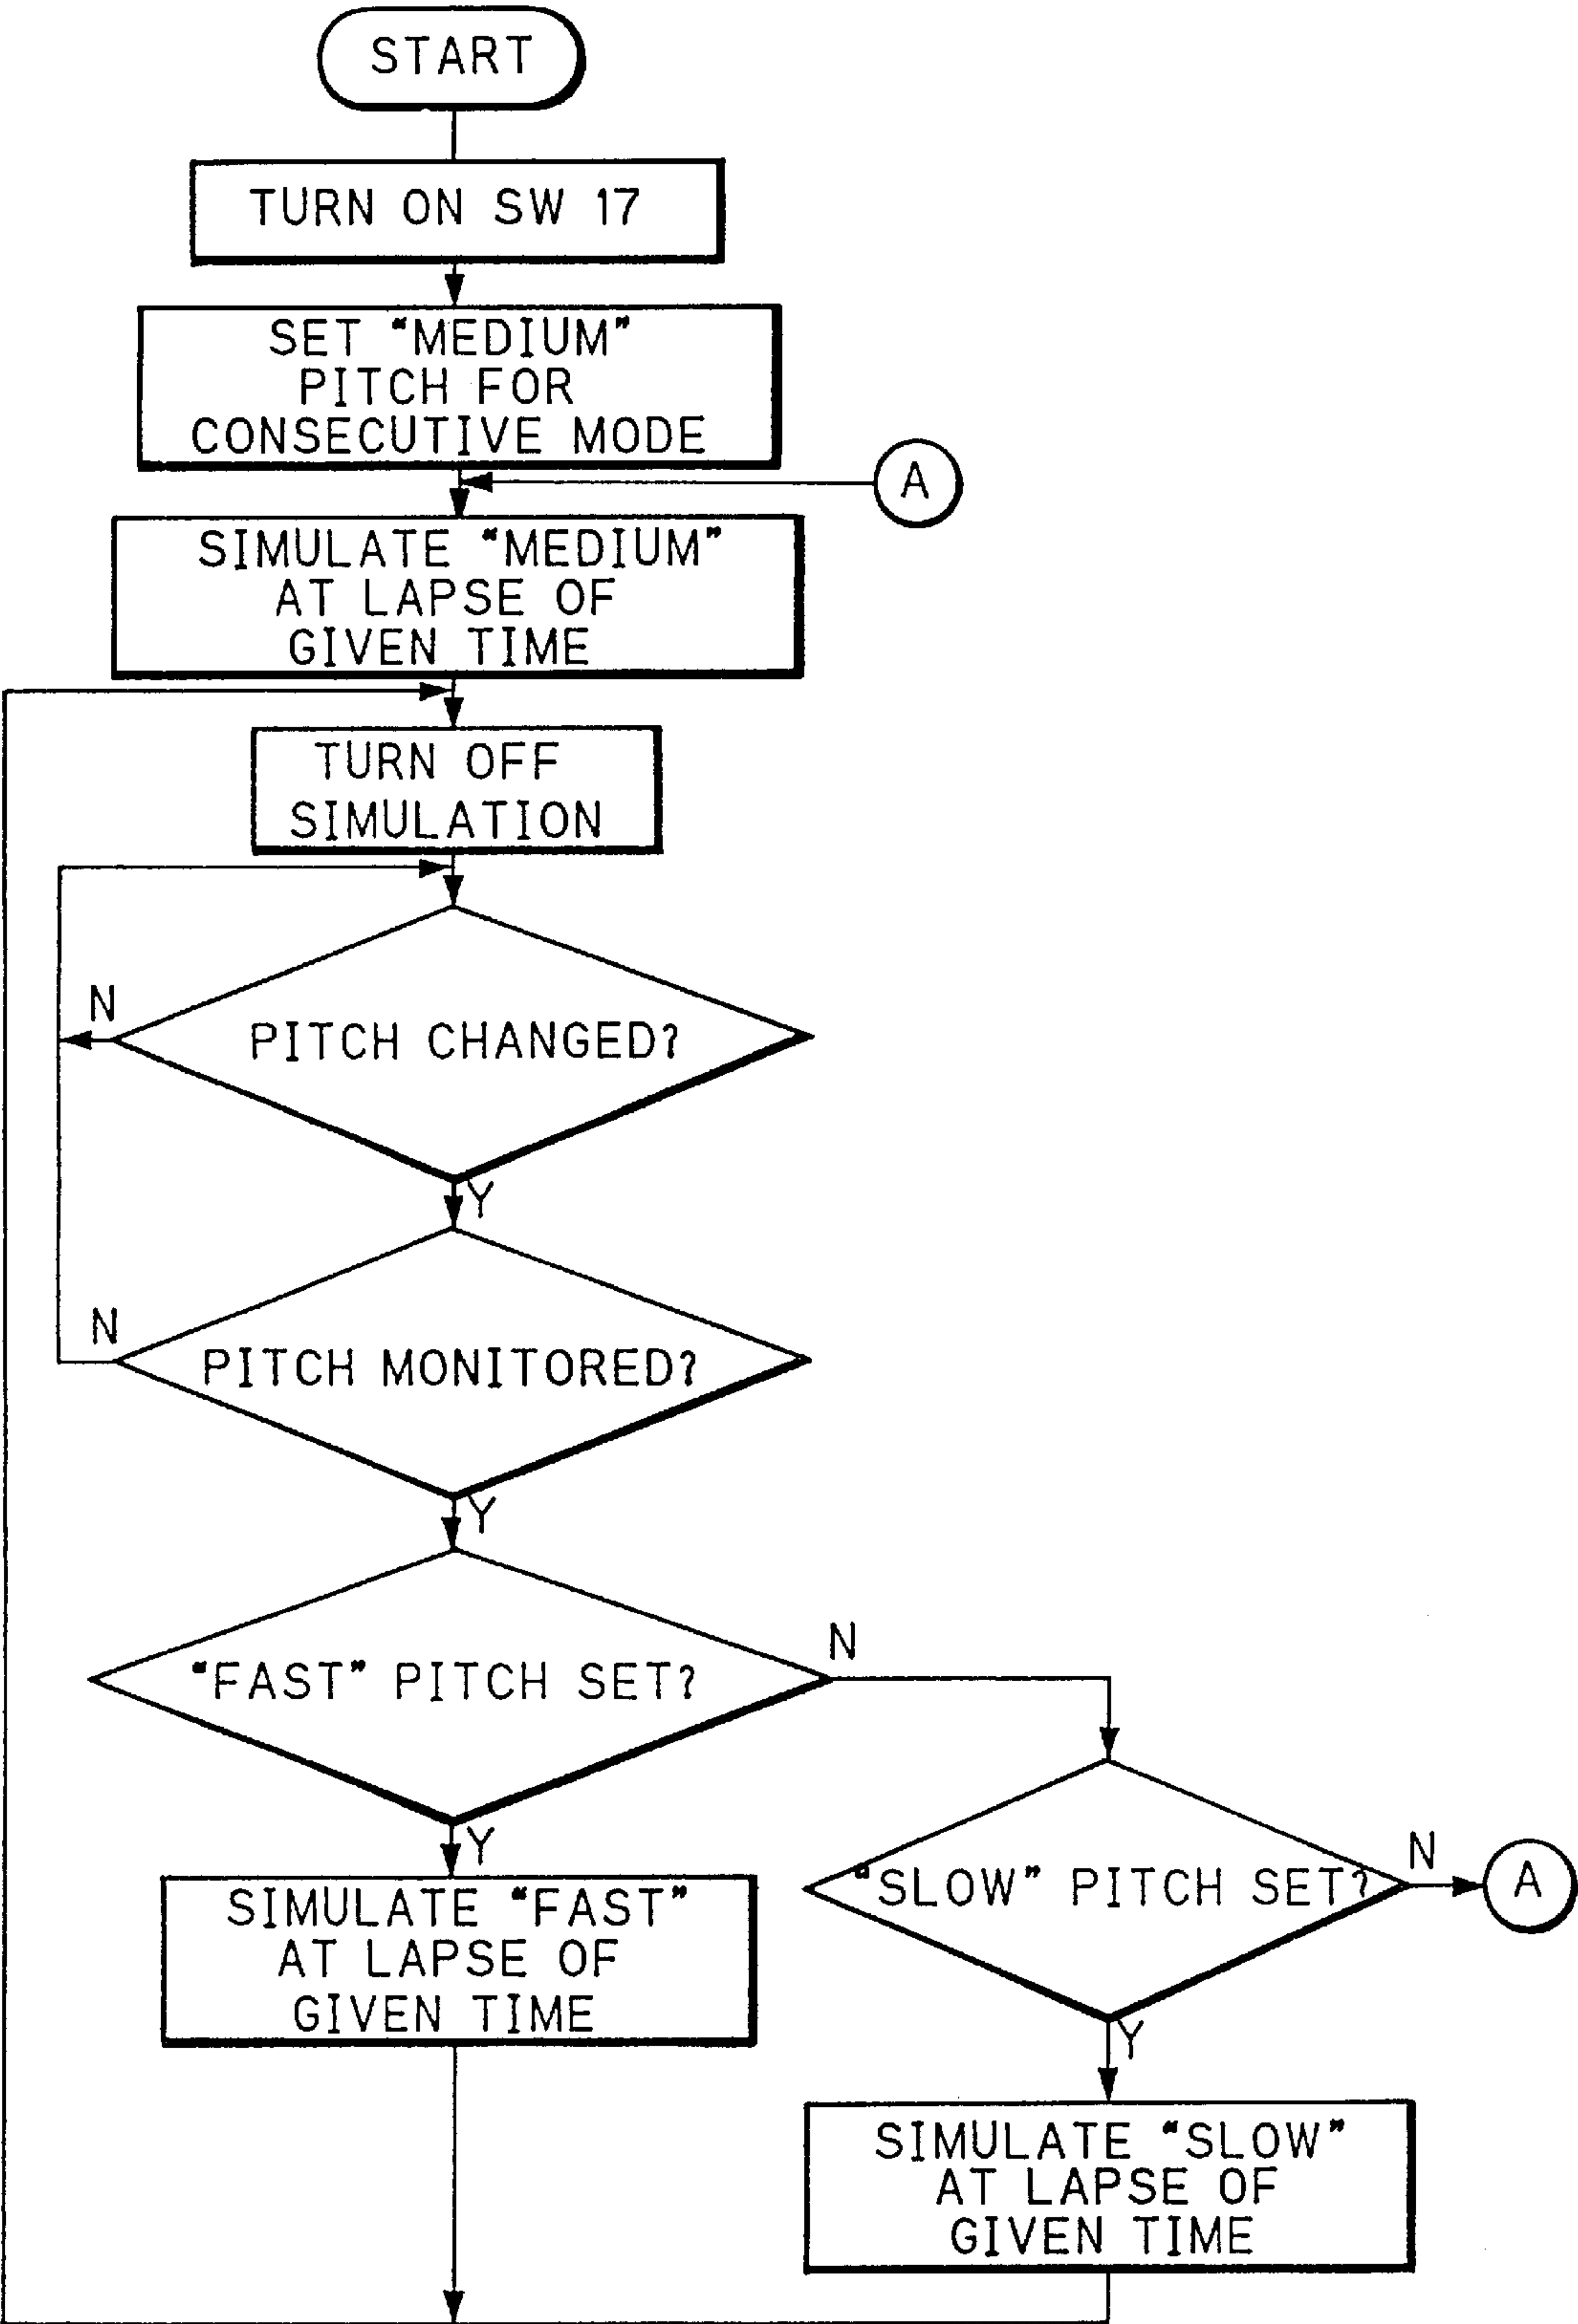 START
TURN ON SW 17
SET “MEDIUM”
PITCH FOR
CONSECUTIVE MODE
A
SIMULATE “MEDIUM”
AT LAPSE OF
GIVEN TIME
TURN OFF
SIMULATION
N
PITCH CHANGED?
Y
N
PITCH MONITORED?
Y
N
“FAST” PITCH SET?
Y
N
“SLOW” PITCH SET?
A
SIMULATE “FAST”
AT LAPSE OF
GIVEN TIME
Y
SIMULATE “SLOW”
AT LAPSE OF
GIVEN TIME